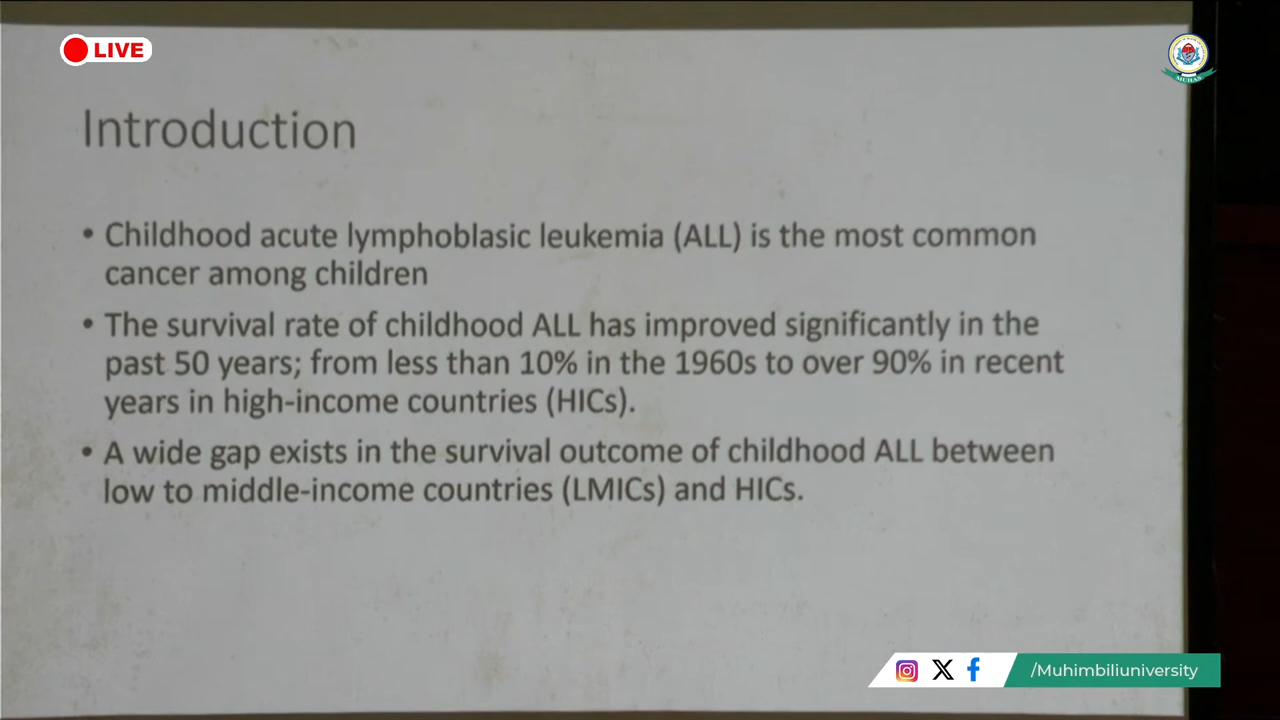 LIVE
MUHAS
Introduction
• Childhood acute lymphoblasic leukemia (ALL) is the most common
cancer among children
• The survival rate of childhood ALL has improved significantly in the
past 50 years; from less than 10% in the 1960s to over 90% in recent
years in high-income countries (HICs).
• A wide gap exists in the survival outcome of childhood ALL between
low to middle-income countries (LMICs) and HICs.
/Muhimbiliuniversity